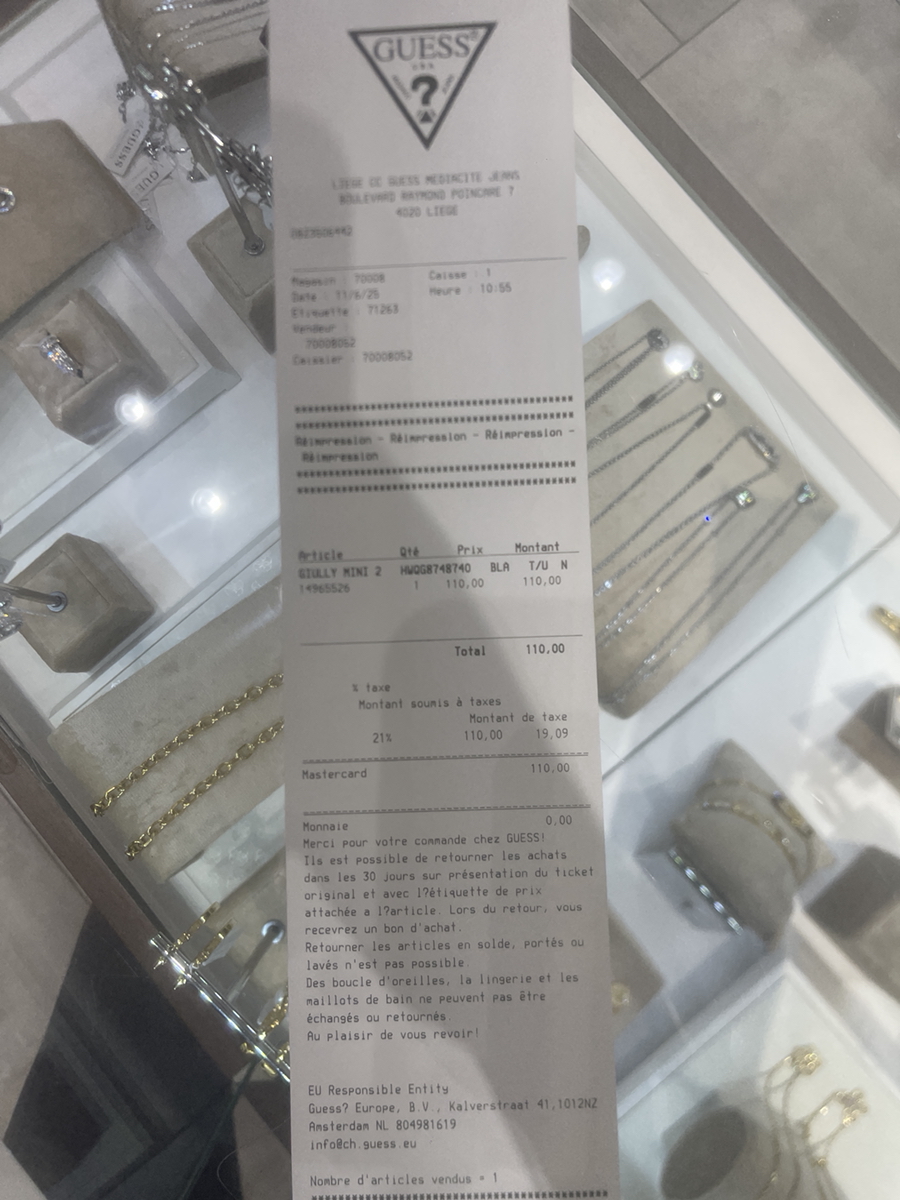 GUESS®
USA
?
LIEGE CC GUESS MEDIACITE JEANS
BOULEVARD RAYMOND POINCARE 7
4020 LIEGE
Magasin : 70008 Caisse : 1
Date : 11/6/25 Heure : 10:55
Etiquette : 71263
Vendeur :
70008052
Caissier : 70008052
Réimpression - Réimpression - Réimpression -
Réimpression
Article Qté Prix Montant
GIULLY MINI 2 HWQG8748740 BLA T/U N
14965526 1 110,00 110,00
Total 110,00
% taxe
Montant soumis à taxes
Montant de taxe
21% 110,00 19,09
Mastercard 110,00
Monnaie 0,00
Merci pour votre commande chez GUESS!
Ils est possible de retourner les achats
dans les 30 jours sur présentation du ticket
original et avec l?étiquette de prix
attachée a l?article. Lors du retour, vous
recevrez un bon d'achat.
Retourner les articles en solde, portés ou
lavés n'est pas possible.
Des boucle d'oreilles, la lingerie et les
maillots de bain ne peuvent pas être
échangés ou retournés.
Au plaisir de vous revoir!
EU Responsible Entity
Guess? Europe, B.V., Kalverstraat 41,1012NZ
Amsterdam NL 804981619
info@ch.guess.eu
Nombre d'articles vendus = 1
GUESS
GUESS